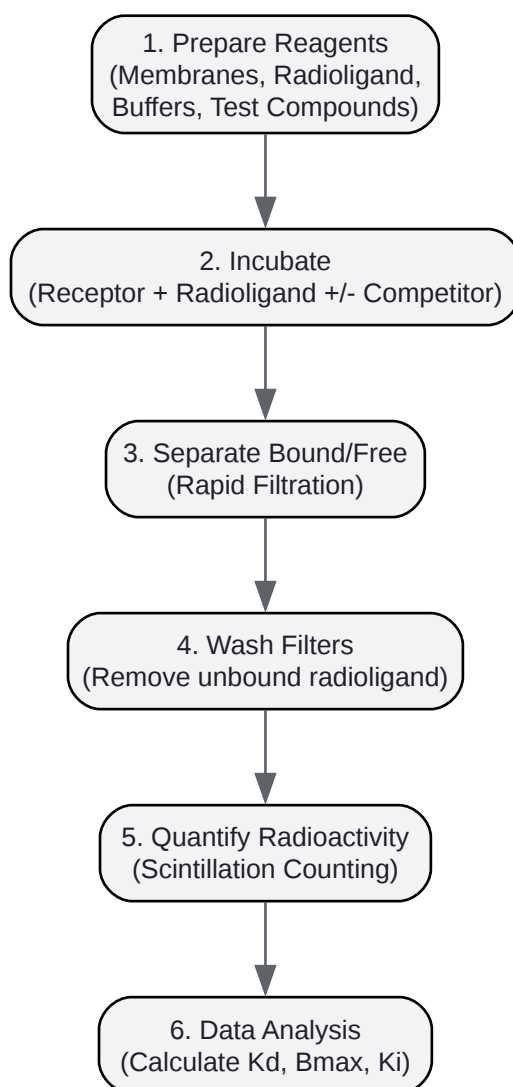 1. Prepare Reagents
(Membranes, Radioligand,
Buffers, Test Compounds)
2. Incubate
(Receptor + Radioligand +/- Competitor)
3. Separate Bound/Free
(Rapid Filtration)
4. Wash Filters
(Remove unbound radioligand)
5. Quantify Radioactivity
(Scintillation Counting)
6. Data Analysis
(Calculate Kd, Bmax, Ki)